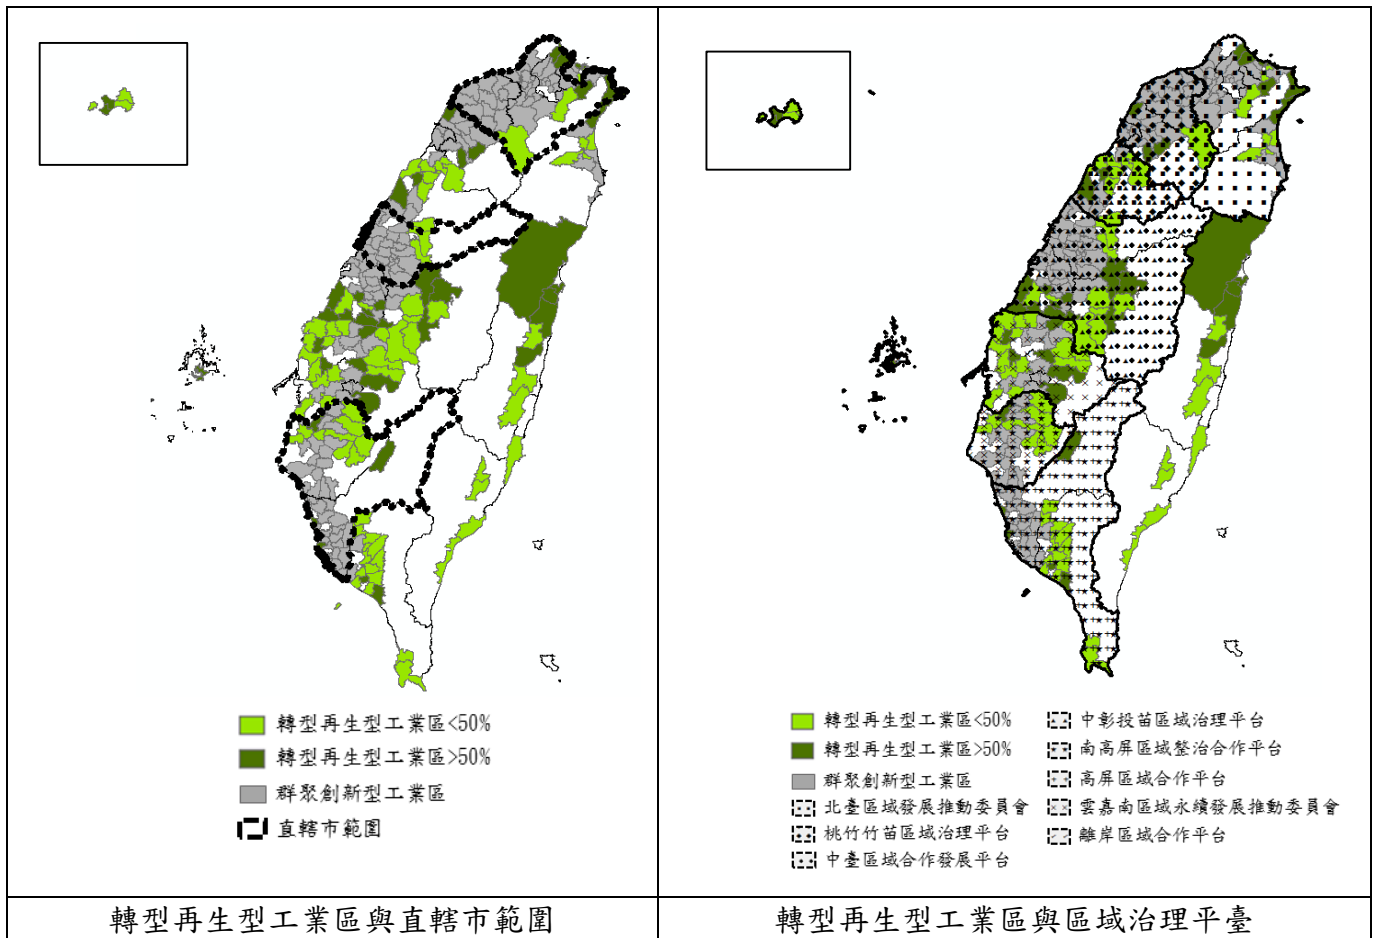 轉型再生型工業區<50%
轉型再生型工業區>50%
群聚創新型工業區
直轄市範圍
轉型再生型工業區<50%
轉型再生型工業區>50%
群聚創新型工業區
北臺區域發展推動委員會
桃竹竹苗區域治理平台
中臺區域合作發展平台
中彰投苗區域治理平台
南高屏區域整治合作平台
高屏區域合作平台
雲嘉南區域永續發展推動委員會
離岸區域合作平台
轉型再生型工業區與直轄市範圍
轉型再生型工業區與區域治理平臺